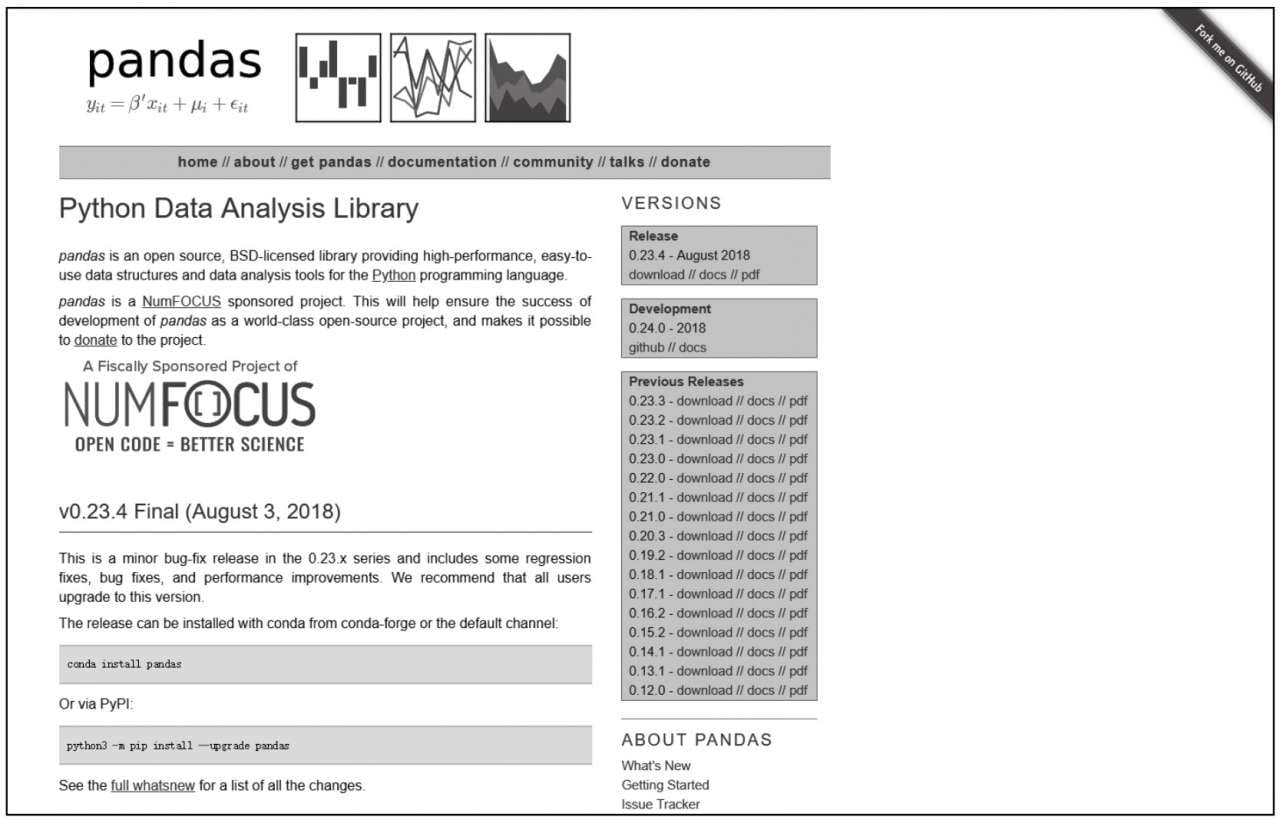 pandas
y_{it} = β'x_{it} + μ_i + ϵ_{it}
Fork me on GitHub
home // about // get pandas // documentation // community // talks // donate
Python Data Analysis Library
pandas is an open source, BSD-licensed library providing high-performance, easy-to-
use data structures and data analysis tools for the Python programming language.
pandas is a NumFOCUS sponsored project. This will help ensure the success of
development of pandas as a world-class open-source project, and makes it possible
to donate to the project.
A Fiscally Sponsored Project of
NUMFOCUS
OPEN CODE = BETTER SCIENCE
v0.23.4 Final (August 3, 2018)
This is a minor bug-fix release in the 0.23.x series and includes some regression
fixes, bug fixes, and performance improvements. We recommend that all users
upgrade to this version.
The release can be installed with conda from conda-forge or the default channel:
conda install pandas
Or via PyPI:
python3 -m pip install --upgrade pandas
See the full whatsnew for a list of all the changes.
VERSIONS
Release
0.23.4 - August 2018
download // docs // pdf
Development
0.24.0 - 2018
github // docs
Previous Releases
0.23.3 - download // docs // pdf
0.23.2 - download // docs // pdf
0.23.1 - download // docs // pdf
0.23.0 - download // docs // pdf
0.22.0 - download // docs // pdf
0.21.1 - download // docs // pdf
0.21.0 - download // docs // pdf
0.20.3 - download // docs // pdf
0.19.2 - download // docs // pdf
0.18.1 - download // docs // pdf
0.17.1 - download // docs // pdf
0.16.2 - download // docs // pdf
0.15.2 - download // docs // pdf
0.14.1 - download // docs // pdf
0.13.1 - download // docs // pdf
0.12.0 - download // docs // pdf
ABOUT PANDAS
What's New
Getting Started
Issue Tracker